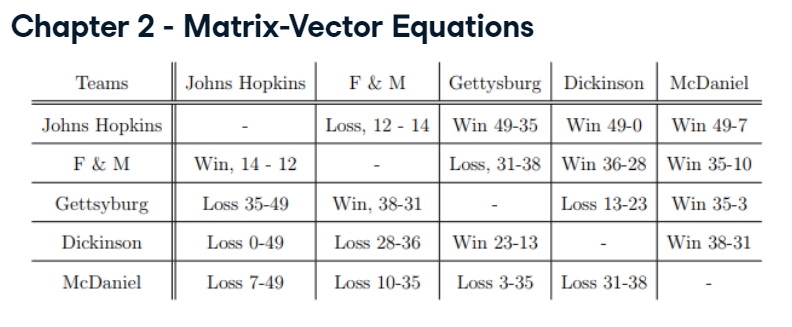 Chapter 2 - Matrix-Vector Equations
Teams Johns Hopkins F & M Gettysburg Dickinson McDaniel
Johns Hopkins - Loss, 12 - 14 Win 49-35 Win 49-0 Win 49-7
F & M Win, 14 - 12 - Loss, 31-38 Win 36-28 Win 35-10
Gettsyburg Loss 35-49 Win, 38-31 - Loss 13-23 Win 35-3
Dickinson Loss 0-49 Loss 28-36 Win 23-13 - Win 38-31
McDaniel Loss 7-49 Loss 10-35 Loss 3-35 Loss 31-38 -